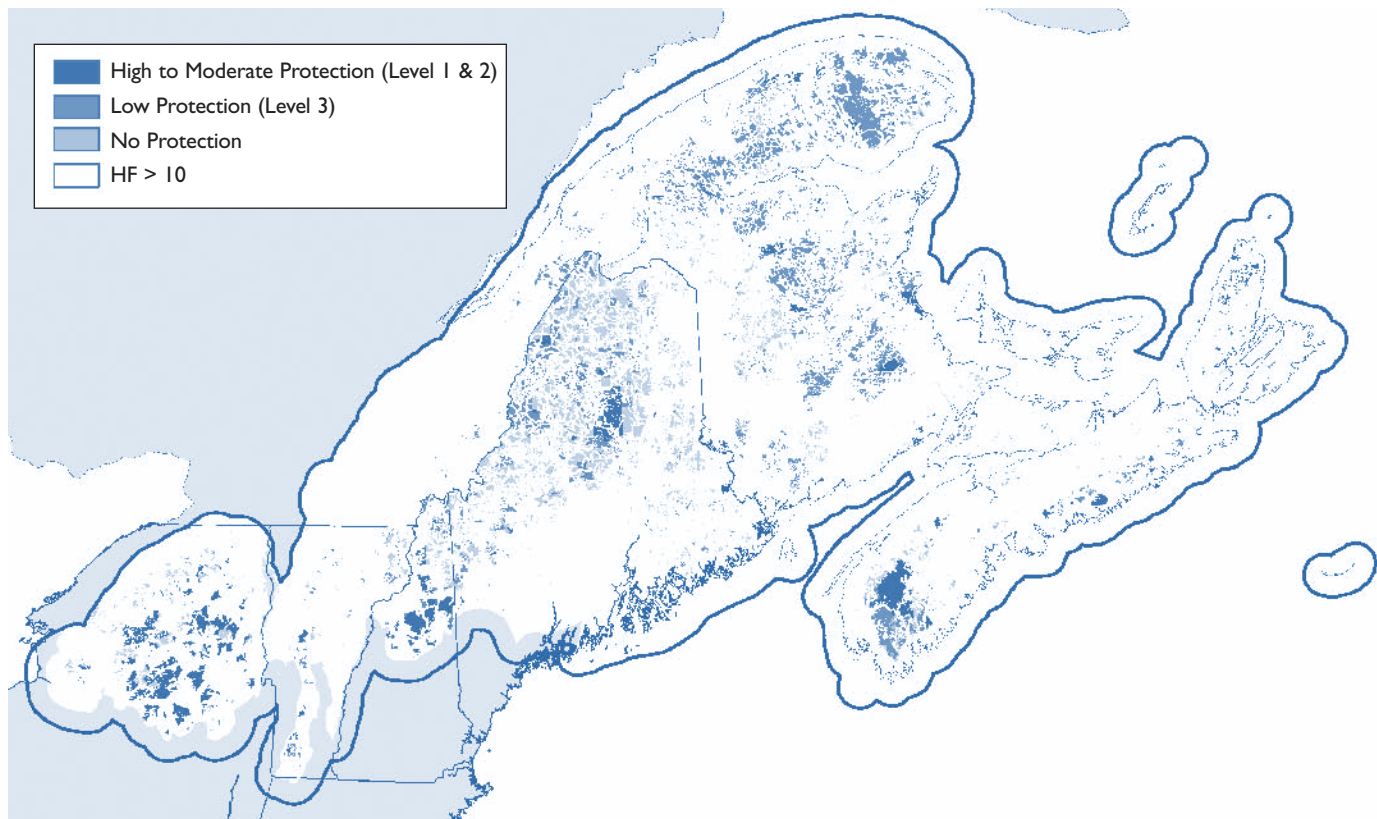 High to Moderate Protection (Level 1 & 2)
Low Protection (Level 3)
No Protection
HF > 10